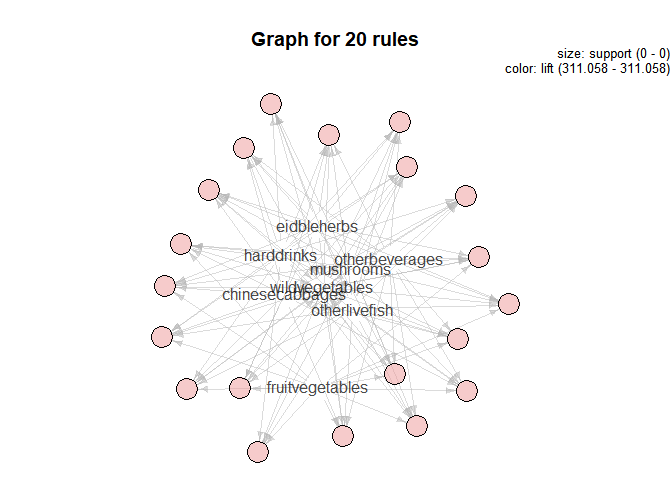 Graph for 20 rules
size: support (0 - 0)
color: lift (311.058 - 311.058)
eidbleherbs
harddrinks
otherbeverages
mushrooms
wildvegetables
chinesecabbages
otherlivefish
fruitvegetables